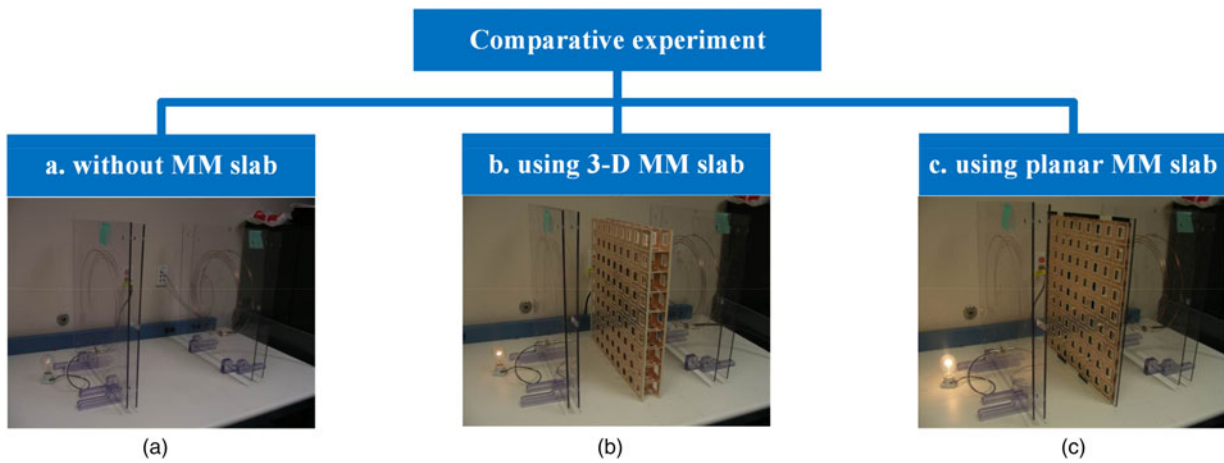 Comparative experiment
a. without MM slab
b. using 3-D MM slab
c. using planar MM slab
(a)
(b)
(c)